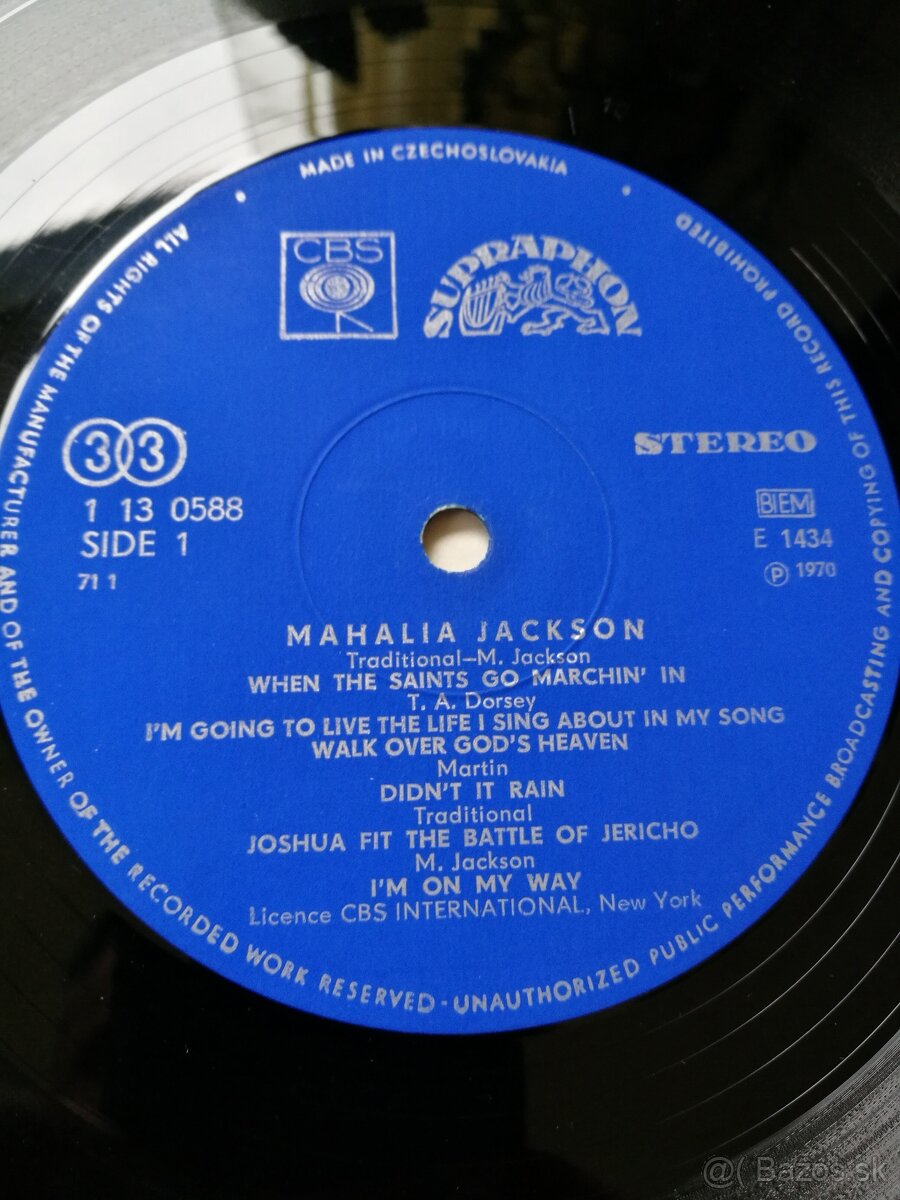 MADE IN CZECHOSLOVAKIA
ALL RIGHTS OF THE MANUFACTURER AND OF THE OWNER OF THE RECORDED WORK RESERVED - UNAUTHORIZED PUBLIC PERFORMANCE BROADCASTING AND COPYING OF THIS RECORD PROHIBITED
CBS
SUPRAPHON
33
STEREO
1 13 0588
SIDE 1
71 1
BIEM
E 1434
Ⓟ 1970
MAHALIA JACKSON
Traditional—M. Jackson
WHEN THE SAINTS GO MARCHIN' IN
T. A. Dorsey
I'M GOING TO LIVE THE LIFE I SING ABOUT IN MY SONG
WALK OVER GOD'S HEAVEN
Martin
DIDN'T IT RAIN
Traditional
JOSHUA FIT THE BATTLE OF JERICHO
M. Jackson
I'M ON MY WAY
Licence CBS INTERNATIONAL, New York
@( Bazos.sk